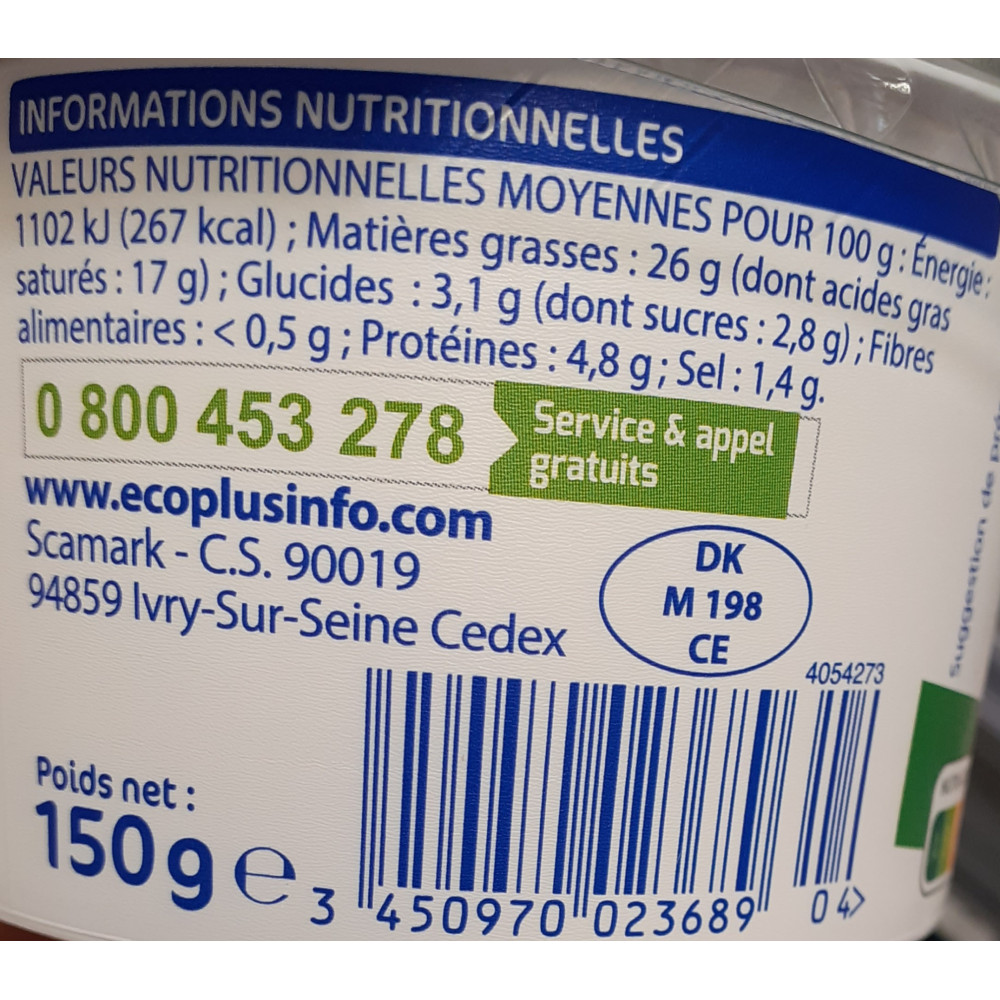 INFORMATIONS NUTRITIONNELLES
VALEURS NUTRITIONNELLES MOYENNES POUR 100 g : Énergie :
1102 kJ (267 kcal) ; Matières grasses : 26 g (dont acides gras
saturés : 17 g) ; Glucides : 3,1 g (dont sucres : 2,8 g) ; Fibres
alimentaires : < 0,5 g ; Protéines : 4,8 g ; Sel : 1,4 g.
0 800 453 278
Service & appel
gratuits
www.ecoplusinfo.com
Scamark - C.S. 90019
94859 Ivry-Sur-Seine Cedex
DK
M 198
CE
4054273
Poids net :
150 g e
3 450970 023689 04>
Suggestion de